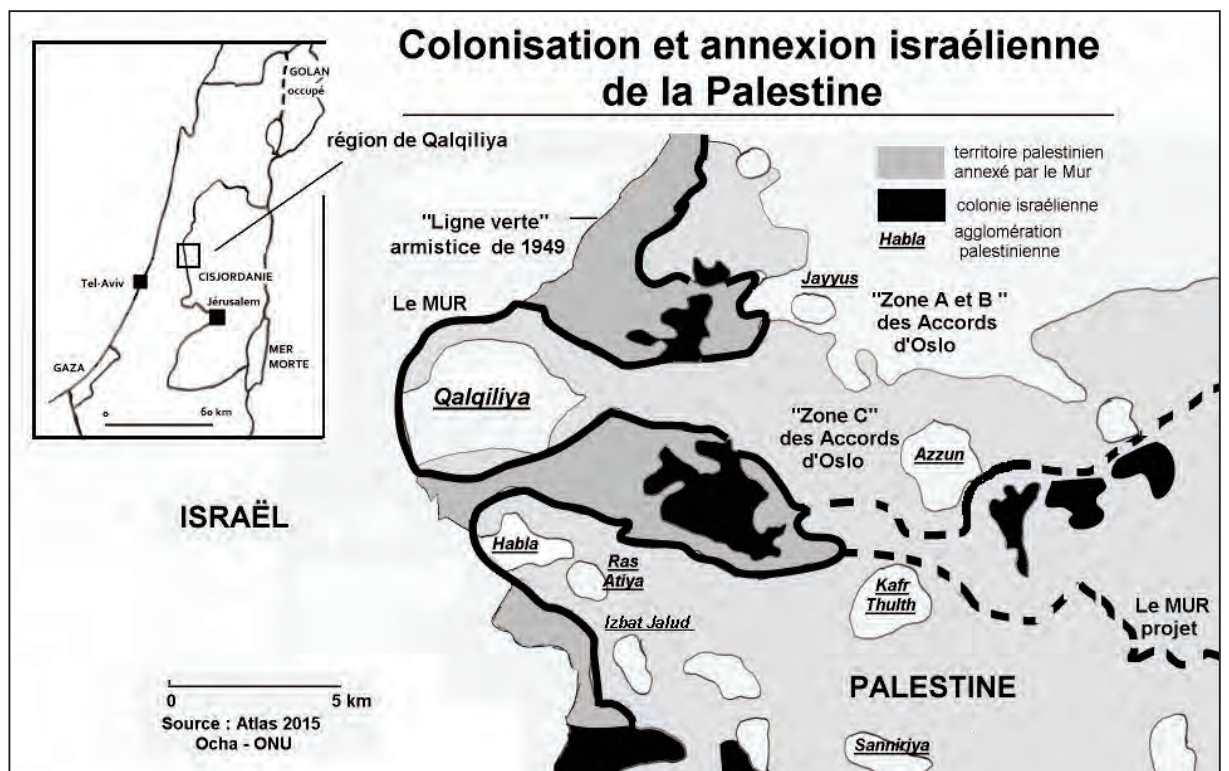 Colonisation et annexion israélienne
de la Palestine
GOLAN
occupé
région de Qalqiliya
Tel-Aviv
CISJORDANIE
Jérusalem
GAZA
MER
MORTE
0
60 km
territoire palestinien
annexé par le Mur
colonie israélienne
Habla
agglomération
palestinienne
"Ligne verte"
armistice de 1949
Le MUR
Jayyus
"Zone A et B"
des Accords
d'Oslo
Qalqiliya
"Zone C"
des Accords
d'Oslo
Azzun
ISRAËL
Habla
Ras
Atiya
Kafr
Thulth
Izbat Jalud
Le MUR
projet
PALESTINE
0
5 km
Source : Atlas 2015
Ocha - ONU
Sannirjya